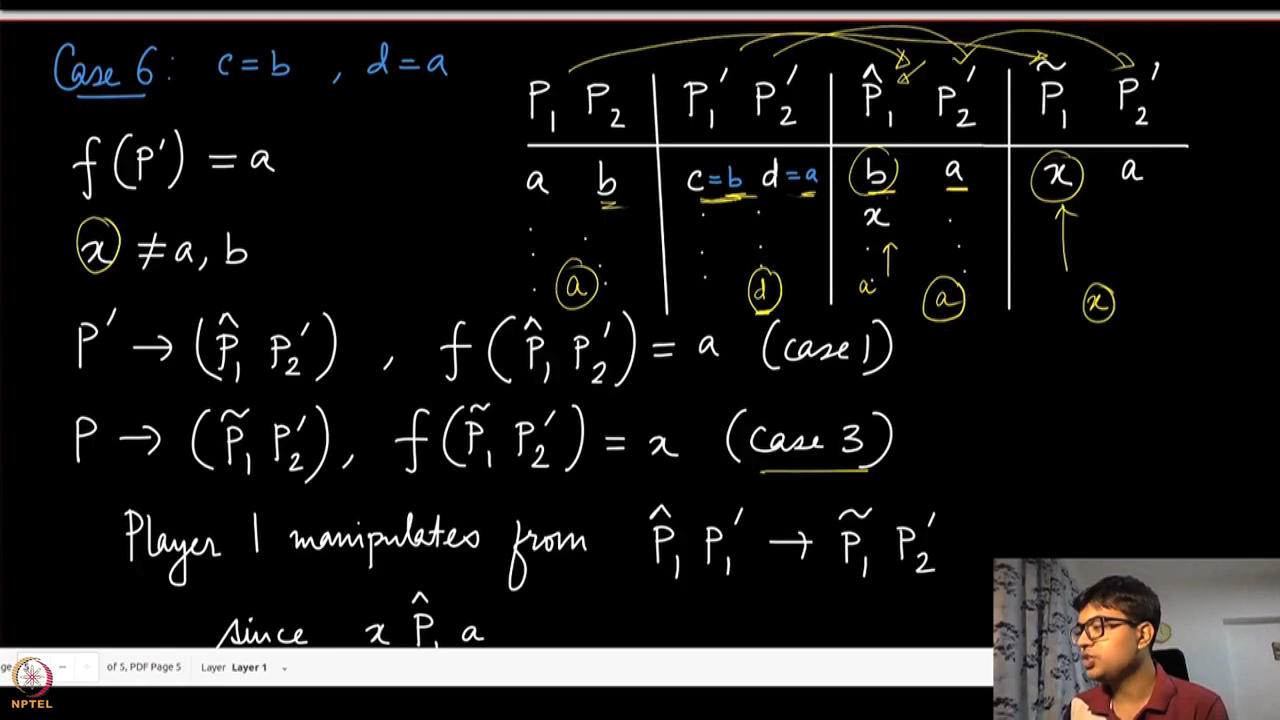 Case 6 : c = b , d = a
f(P') = a
x ≠ a, b
P₁ P₂ | P₁' P₂' | P̂₁ P₂' | P̃₁ P₂'
a b | c = b d = a | b a | x a
x
a d a a x
P' → (P̂₁ P₂') , f(P̂₁ P₂') = a (case 1)
P → (P̃₁ P₂'), f(P̃₁ P₂') = x (case 3)
Player 1 manipulates from P̂₁ P₁' → P̃₁ P₂'
since x P̂₁ a
of 5, PDF Page 5 Layer Layer 1
NPTEL